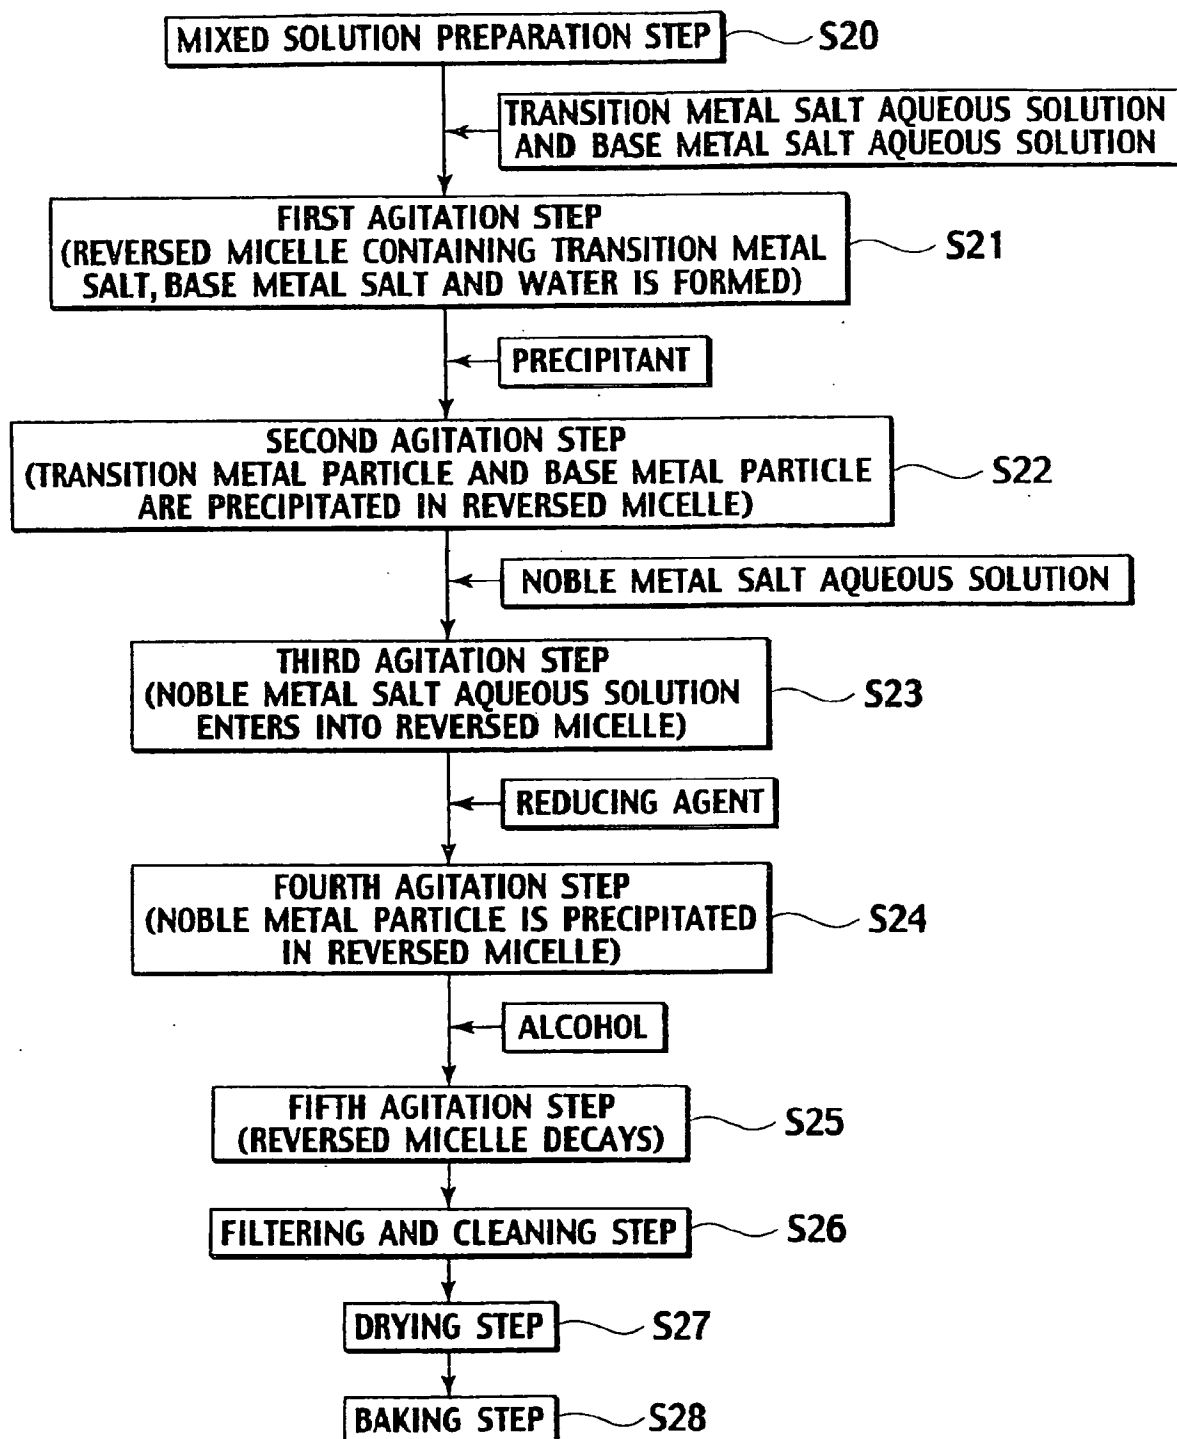 MIXED SOLUTION PREPARATION STEP
S20
TRANSITION METAL SALT AQUEOUS SOLUTION
AND BASE METAL SALT AQUEOUS SOLUTION
FIRST AGITATION STEP
(REVERSED MICELLE CONTAINING TRANSITION METAL
SALT, BASE METAL SALT AND WATER IS FORMED)
S21
PRECIPITANT
SECOND AGITATION STEP
(TRANSITION METAL PARTICLE AND BASE METAL PARTICLE
ARE PRECIPITATED IN REVERSED MICELLE)
S22
NOBLE METAL SALT AQUEOUS SOLUTION
THIRD AGITATION STEP
(NOBLE METAL SALT AQUEOUS SOLUTION
ENTERS INTO REVERSED MICELLE)
S23
REDUCING AGENT
FOURTH AGITATION STEP
(NOBLE METAL PARTICLE IS PRECIPITATED
IN REVERSED MICELLE)
S24
ALCOHOL
FIFTH AGITATION STEP
(REVERSED MICELLE DECAYS)
S25
FILTERING AND CLEANING STEP
S26
DRYING STEP
S27
BAKING STEP
S28